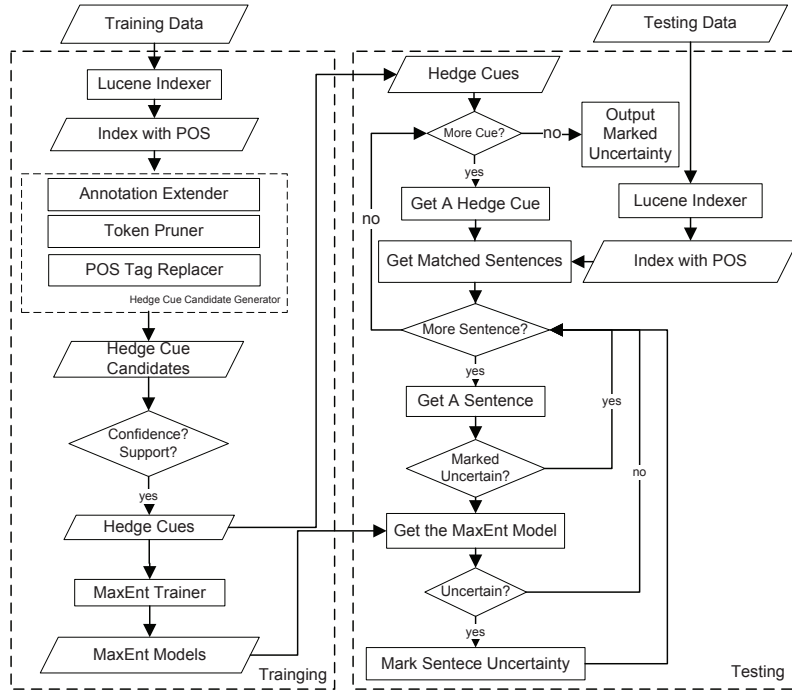 Training Data
Lucene Indexer
Index with POS
Annotation Extender
Token Pruner
POS Tag Replacer
Hedge Cue Candidate Generator
Hedge Cue
Candidates
Confidence?
Support?
yes
Hedge Cues
MaxEnt Trainer
MaxEnt Models
Trainging
Testing Data
Hedge Cues
More Cue?
no
Output
Marked
Uncertainty
yes
no
Get A Hedge Cue
Lucene Indexer
Get Matched Sentences
Index with POS
More Sentence?
yes
Get A Sentence
yes
Marked
Uncertain?
no
Get the MaxEnt Model
Uncertain?
yes
Mark Sentece Uncertainty
Testing